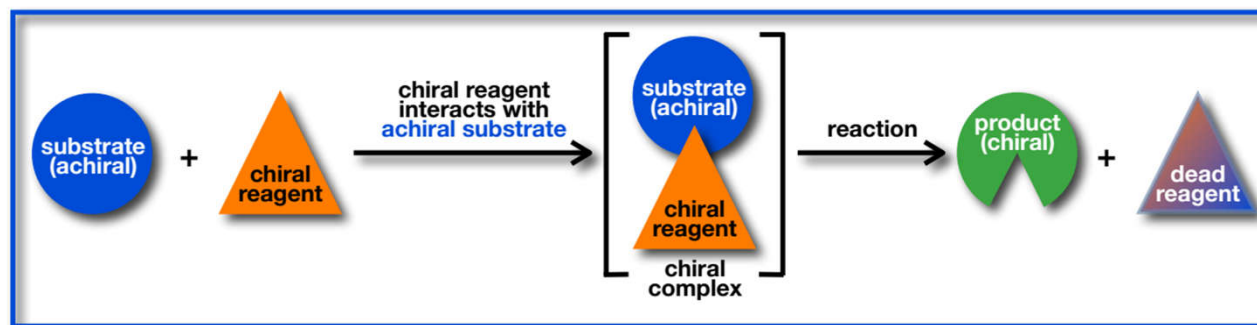 substrate
(achiral)
+
chiral
reagent
chiral reagent
interacts with
achiral substrate
substrate
(achiral)
chiral
reagent
chiral
complex
reaction
product
(chiral)
+
dead
reagent